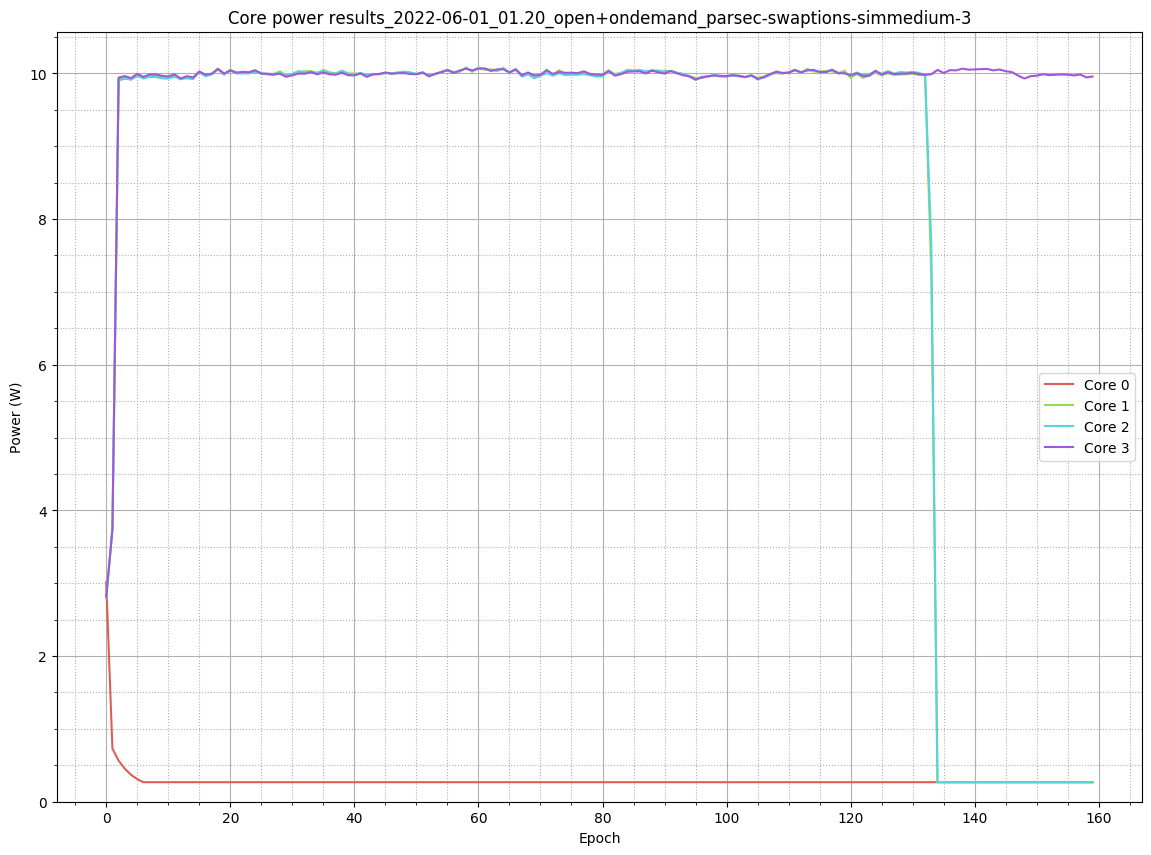 Core power results_2022-06-01_01.20_open+ondemand_parsec-swaptions-simmedium-3
10
8
6
4
2
0
Power (W)
Core 0
Core 1
Core 2
Core 3
0 20 40 60 80 100 120 140 160
Epoch